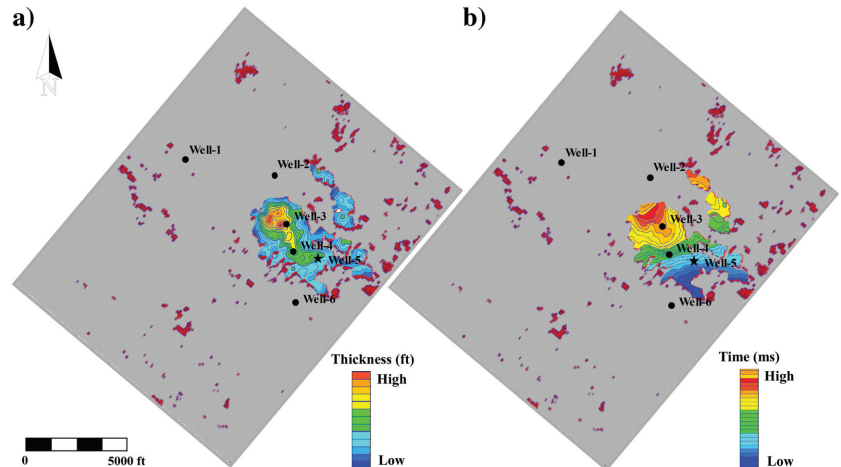 a)
N
Well-1
Well-2
Well-3
Well-4
Well-5
Well-6
Thickness (ft)
High
Low
0 5000 ft
b)
Well-1
Well-2
Well-3
Well-4
Well-5
Well-6
Time (ms)
High
Low